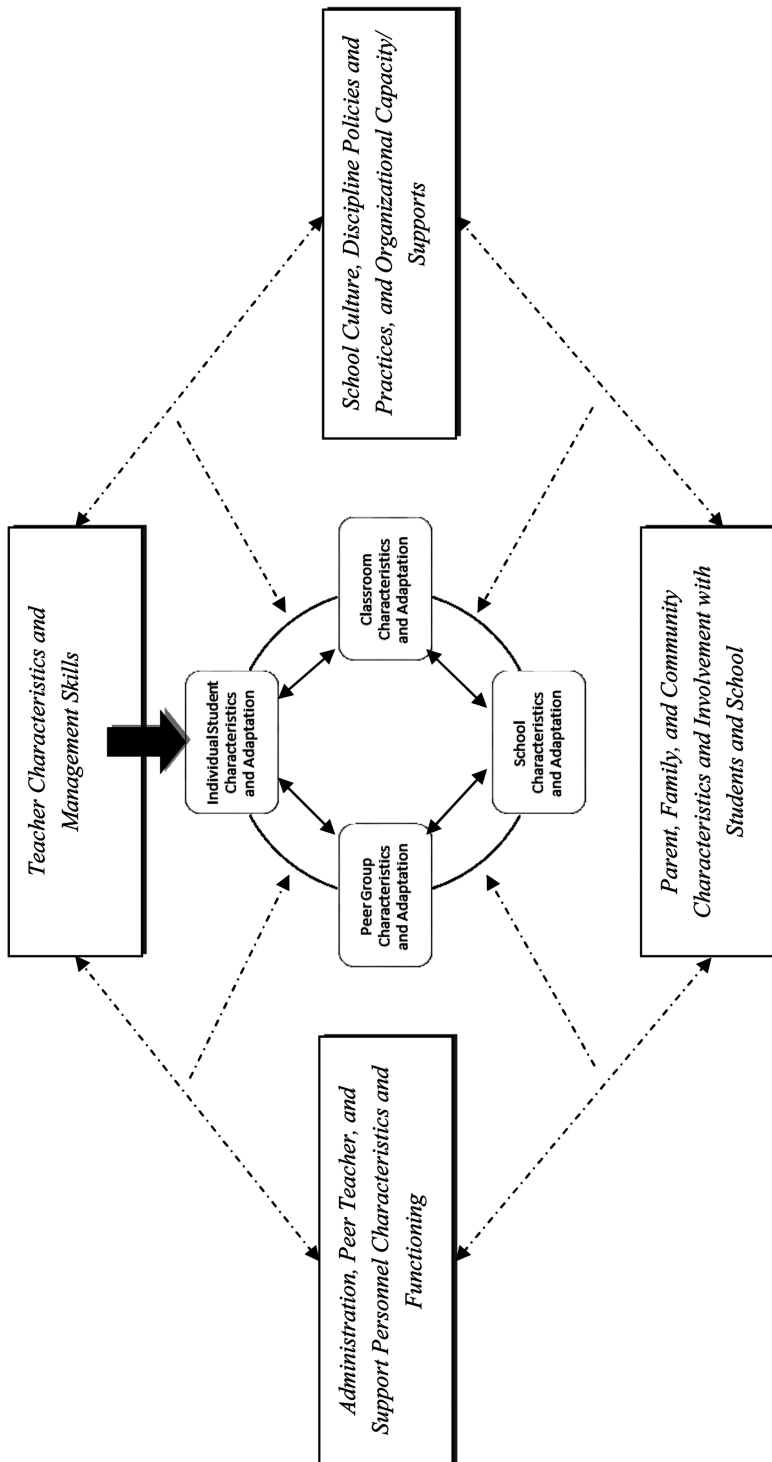 Teacher Characteristics and
Management Skills
Individual Student
Characteristics
and Adaptation
Administration, Peer Teacher, and
Support Personnel Characteristics and
Functioning
Peer Group
Characteristics
and Adaptation
Classroom
Characteristics
and Adaptation
School Culture, Discipline Policies and
Practices, and Organizational Capacity/
Supports
School
Characteristics
and Adaptation
Parent, Family, and Community
Characteristics and Involvement with
Students and School